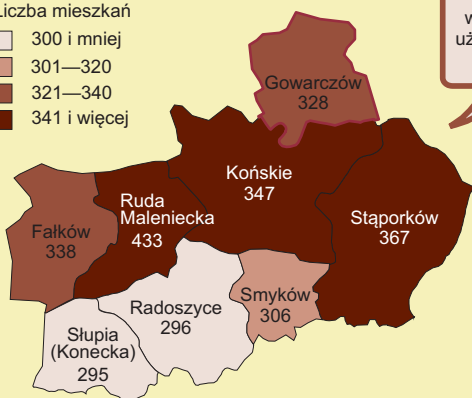 Liczba mieszkań
300 i mniej
301—320
321—340
341 i więcej
Gowarczów
328
Końskie
347
Ruda
Maleniecka
433
Stąporków
367
Fałków
338
Smyków
306
Radoszyce
296
Słupia
(Konecka)
295